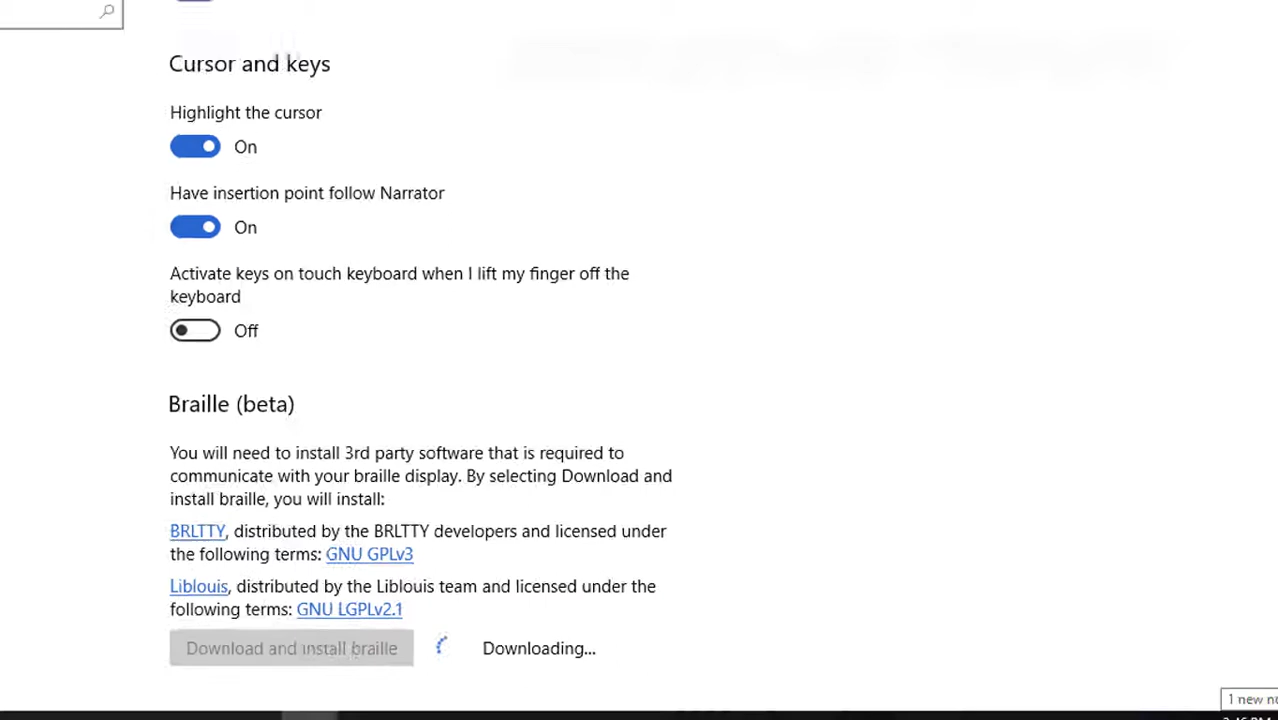 Cursor and keys
Highlight the cursor
On
Have insertion point follow Narrator
On
Activate keys on touch keyboard when I lift my finger off the
keyboard
Off
Braille (beta)
You will need to install 3rd party software that is required to
communicate with your braille display. By selecting Download and
install braille, you will install:
BRLTTY, distributed by the BRLTTY developers and licensed under
the following terms: GNU GPLv3
Liblouis, distributed by the Liblouis team and licensed under the
following terms: GNU LGPLv2.1
Download and install braille
Downloading...
1 new